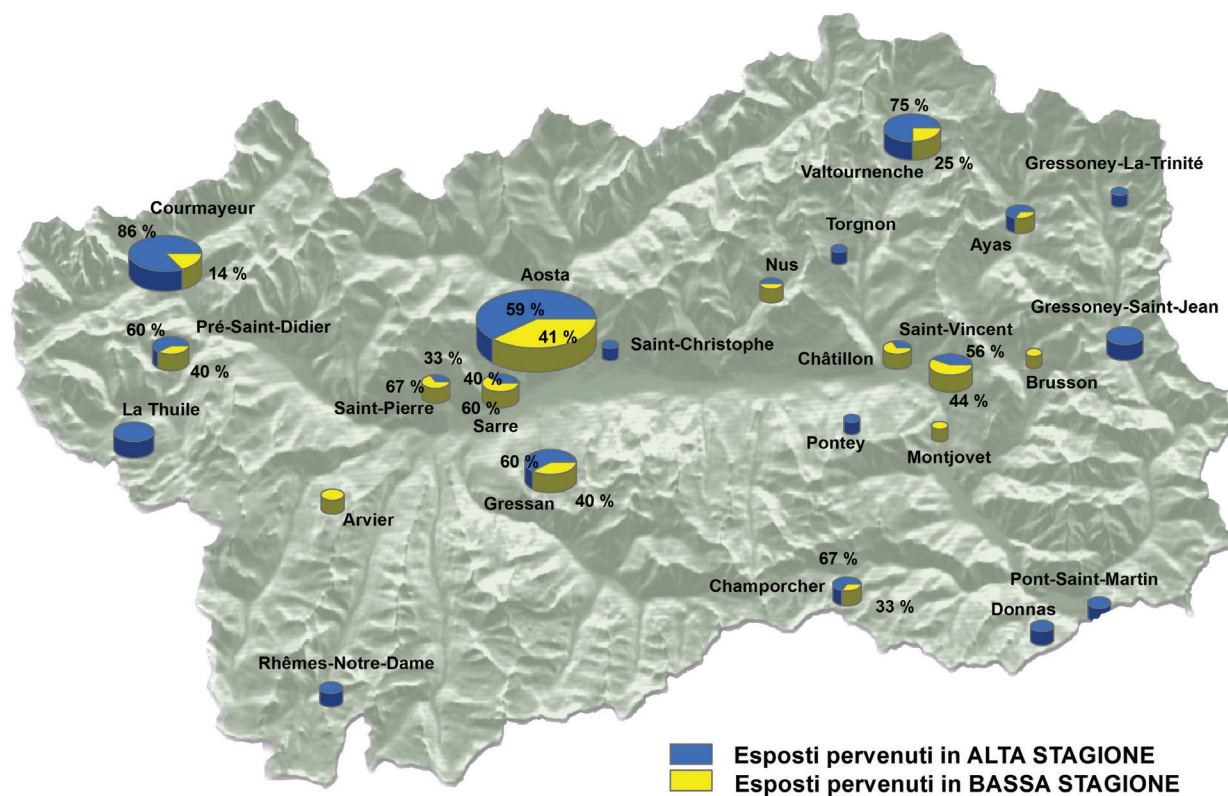 75 %
Valtournenche
25 %
Gressoney-La-Trinité
Courmayeur
86 %
14 %
Torgnon
Ayas
Nus
Aosta
59 %
41 %
Gressoney-Saint-Jean
Pré-Saint-Didier
60 %
40 %
Saint-Christophe
Saint-Vincent
56 %
44 %
Châtillon
Brusson
33 %
67 %
Saint-Pierre
40 %
60 %
Sarre
La Thuile
Pontey
Montjovet
60 %
Gressan
40 %
Arvier
67 %
Champorcher
33 %
Pont-Saint-Martin
Donnas
Rhêmes-Notre-Dame
Esposti pervenuti in ALTA STAGIONE
Esposti pervenuti in BASSA STAGIONE